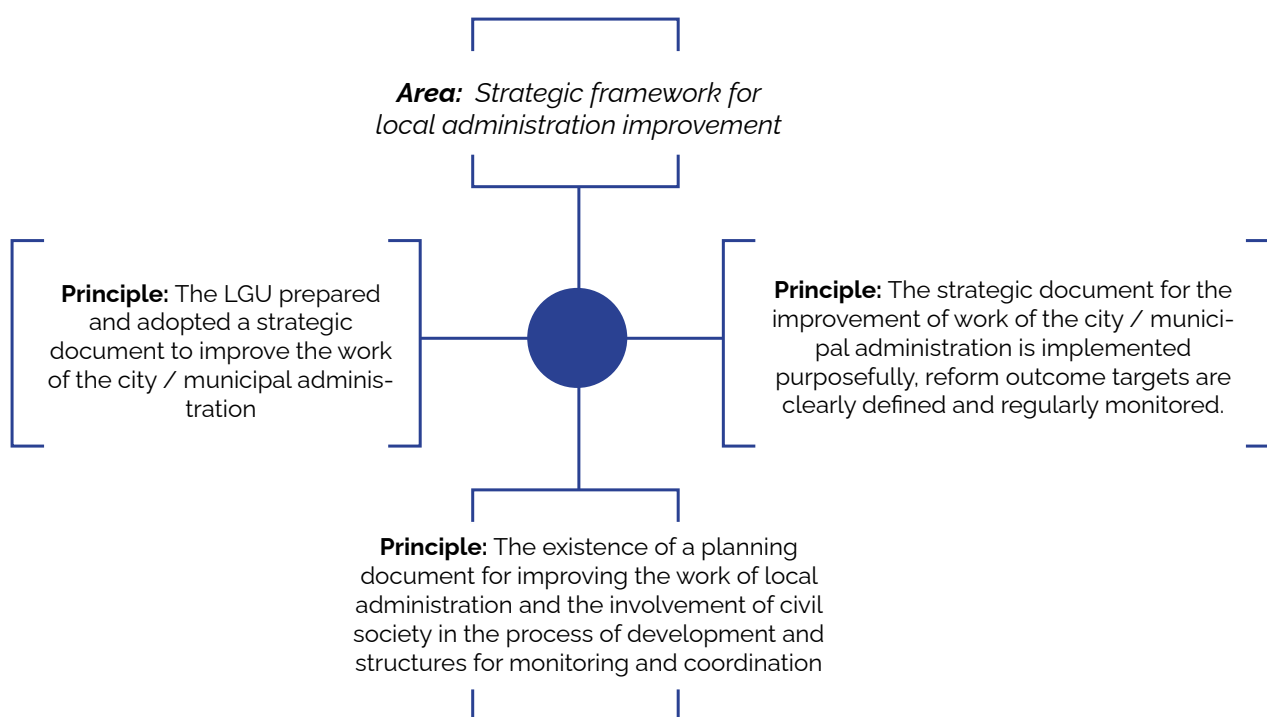 Area: Strategic framework for
local administration improvement
Principle: The LGU prepared
and adopted a strategic
document to improve the work
of the city / municipal adminis-
tration
Principle: The strategic document for the
improvement of work of the city / munici-
pal administration is implemented
purposefully, reform outcome targets are
clearly defined and regularly monitored.
Principle: The existence of a planning
document for improving the work of local
administration and the involvement of civil
society in the process of development and
structures for monitoring and coordination